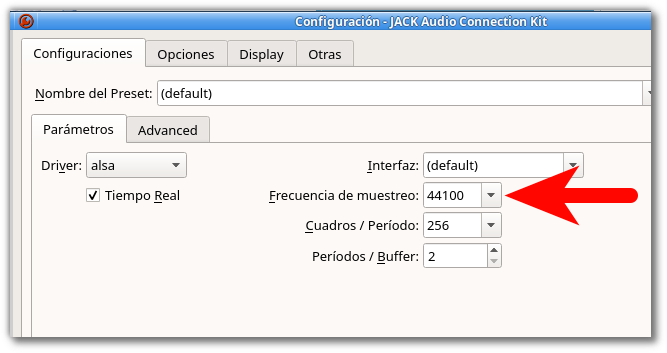 Configuración - JACK Audio Connection Kit
Configuraciones Opciones Display Otras
Nombre del Preset: (default)
Parámetros Advanced
Driver: alsa Interfaz: (default)
Tiempo Real Frecuencia de muestreo: 44100
Cuadros / Período: 256
Períodos / Buffer: 2